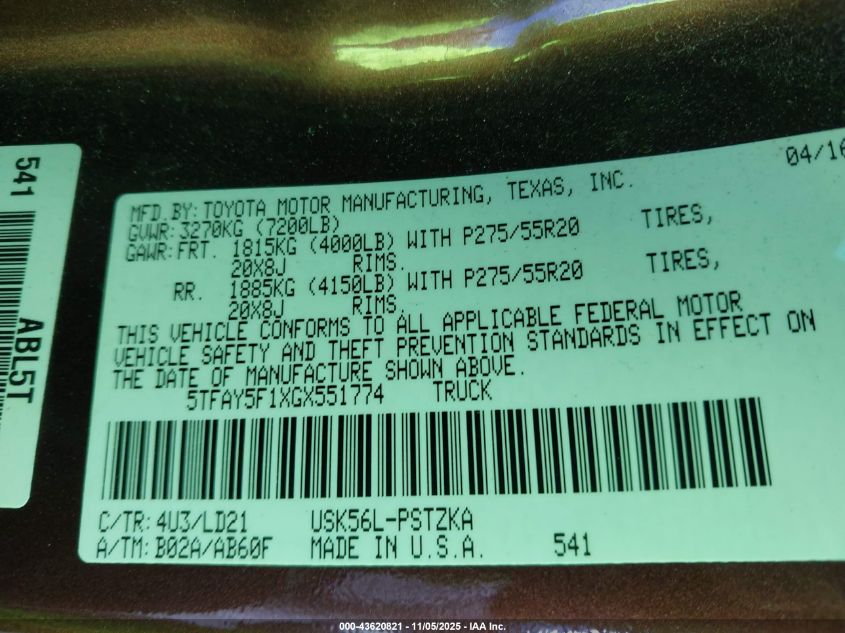 541
ABL5T
04/16
MFD.BY:TOYOTA MOTOR MANUFACTURING, TEXAS, INC.
GVWR:3270KG (7200LB)
GAWR:FRT. 1815KG (4000LB) WITH P275/55R20 TIRES,
20X8J RIMS.
RR. 1885KG (4150LB) WITH P275/55R20 TIRES,
20X8J RIMS.
THIS VEHICLE CONFORMS TO ALL APPLICABLE FEDERAL MOTOR
VEHICLE SAFETY AND THEFT PREVENTION STANDARDS IN EFFECT ON
THE DATE OF MANUFACTURE SHOWN ABOVE.
5TFAY5F1XGX551774 TRUCK
C/TR:4U3/LD21 USK56L-PSTZKA
A/TM:B02A/AB60F MADE IN U.S.A. 541
000-43620821 - 11/05/2025 - IAA Inc.